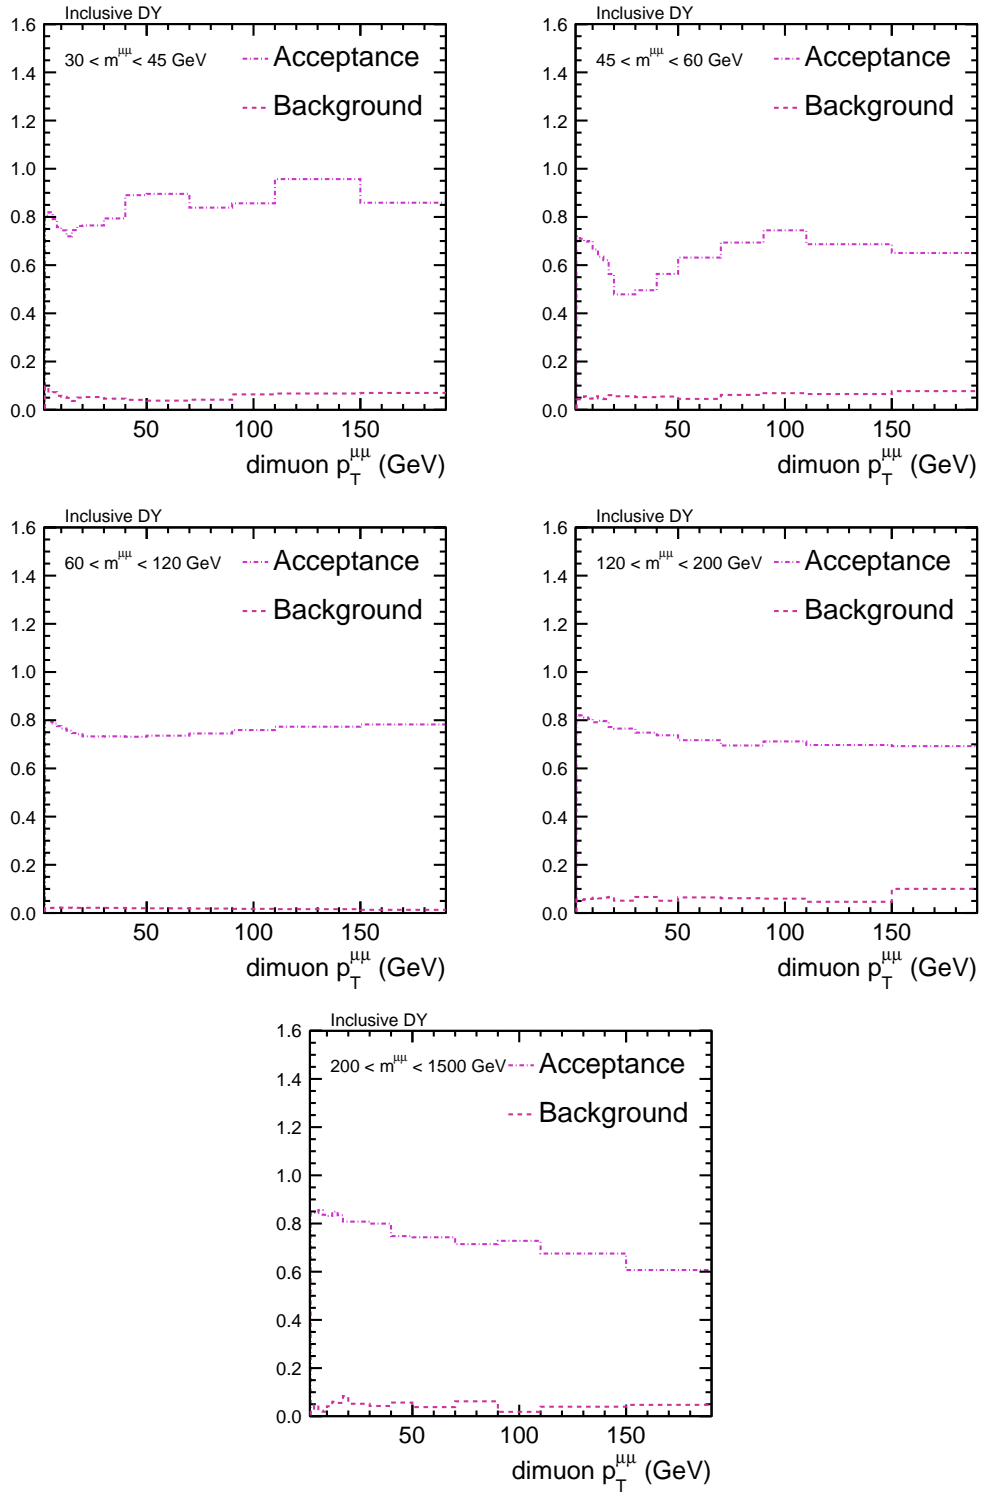 Inclusive DY
30 < m^μμ < 45 GeV
Acceptance
Background
1.6
1.4
1.2
1.0
0.8
0.6
0.4
0.2
0.0
50 100 150
dimuon p_T^μμ (GeV)
Inclusive DY
45 < m^μμ < 60 GeV
Acceptance
Background
1.6
1.4
1.2
1.0
0.8
0.6
0.4
0.2
0.0
50 100 150
dimuon p_T^μμ (GeV)
Inclusive DY
60 < m^μμ < 120 GeV
Acceptance
Background
1.6
1.4
1.2
1.0
0.8
0.6
0.4
0.2
0.0
50 100 150
dimuon p_T^μμ (GeV)
Inclusive DY
120 < m^μμ < 200 GeV
Acceptance
Background
1.6
1.4
1.2
1.0
0.8
0.6
0.4
0.2
0.0
50 100 150
dimuon p_T^μμ (GeV)
Inclusive DY
200 < m^μμ < 1500 GeV
Acceptance
Background
1.6
1.4
1.2
1.0
0.8
0.6
0.4
0.2
0.0
50 100 150
dimuon p_T^μμ (GeV)